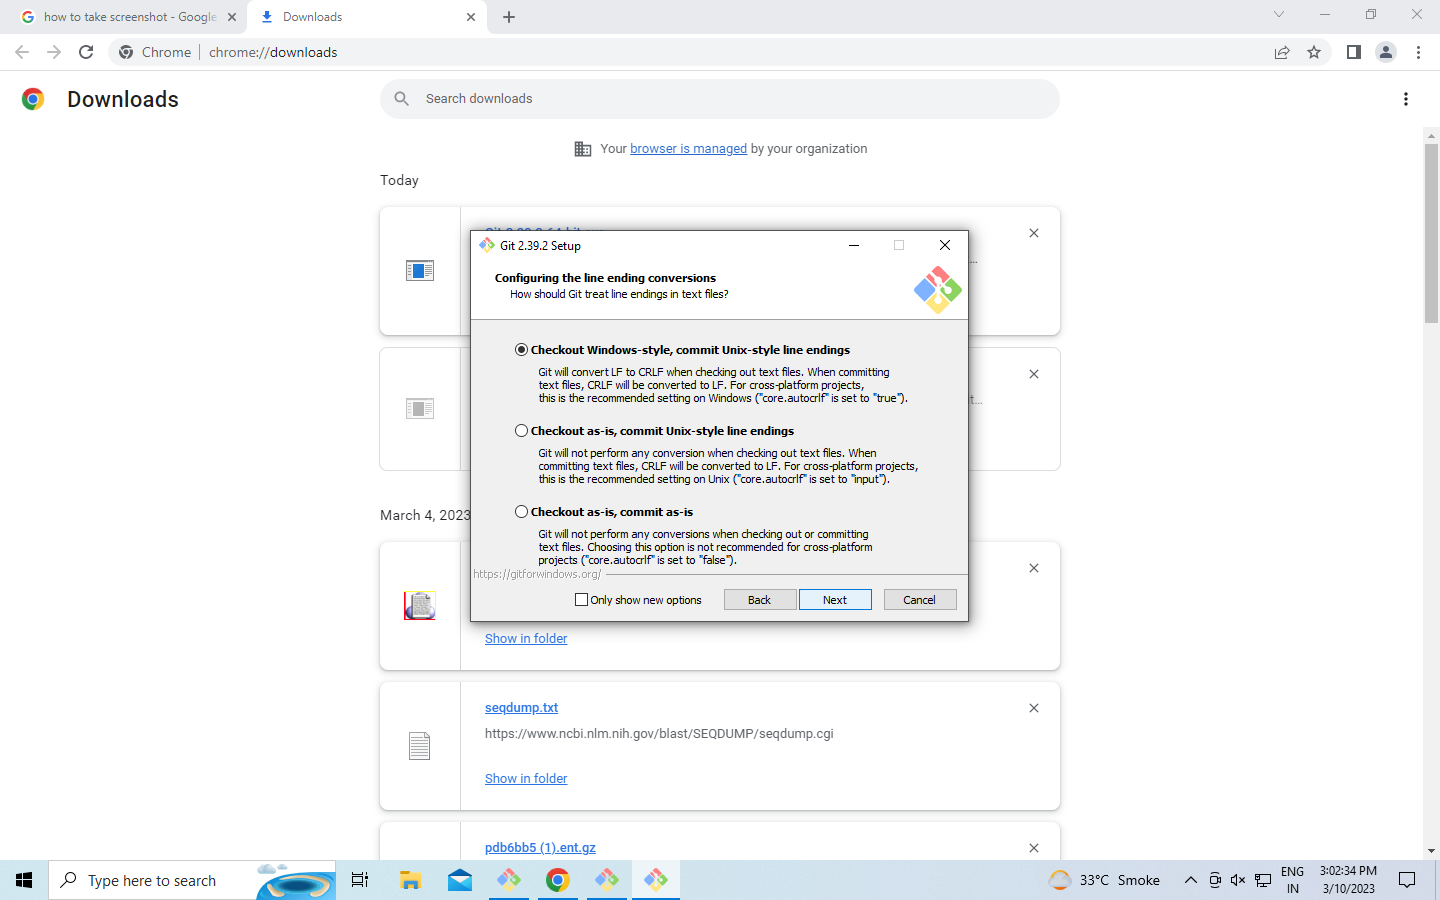 how to take screenshot - Google
Downloads
Chrome
chrome://downloads
Downloads
Search downloads
Your browser is managed by your organization
Today
Git 2.39.2 Setup
Configuring the line ending conversions
How should Git treat line endings in text files?
Checkout Windows-style, commit Unix-style line endings
Git will convert LF to CRLF when checking out text files. When committing
text files, CRLF will be converted to LF. For cross-platform projects,
this is the recommended setting on Windows ("core.autocrlf" is set to "true").
Checkout as-is, commit Unix-style line endings
Git will not perform any conversion when checking out text files. When
committing text files, CRLF will be converted to LF. For cross-platform projects,
this is the recommended setting on Unix ("core.autocrlf" is set to "input").
Checkout as-is, commit as-is
Git will not perform any conversions when checking out or committing
text files. Choosing this option is not recommended for cross-platform
projects ("core.autocrlf" is set to "false").
https://gitforwindows.org/
Only show new options
Back
Next
Cancel
March 4, 2023
Show in folder
seqdump.txt
https://www.ncbi.nlm.nih.gov/blast/SEQDUMP/seqdump.cgi
Show in folder
pdb6bb5 (1).ent.gz
Type here to search
33°C Smoke
ENG
IN
3:02:34 PM
3/10/2023